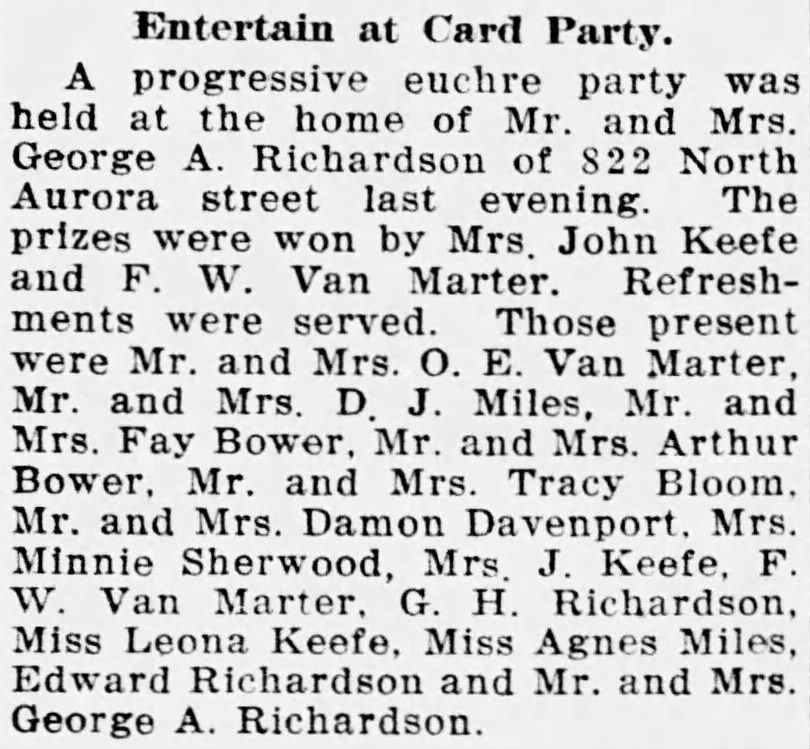 Entertain at Card Party.
A progressive euchre party was
held at the home of Mr. and Mrs.
George A. Richardson of 822 North
Aurora street last evening. The
prizes were won by Mrs. John Keefe
and F. W. Van Marter. Refresh-
ments were served. Those present
were Mr. and Mrs. O. E. Van Marter,
Mr. and Mrs. D. J. Miles, Mr. and
Mrs. Fay Bower, Mr. and Mrs. Arthur
Bower, Mr. and Mrs. Tracy Bloom,
Mr. and Mrs. Damon Davenport, Mrs.
Minnie Sherwood, Mrs. J. Keefe, F.
W. Van Marter, G. H. Richardson,
Miss Leona Keefe, Miss Agnes Miles,
Edward Richardson and Mr. and Mrs.
George A. Richardson.